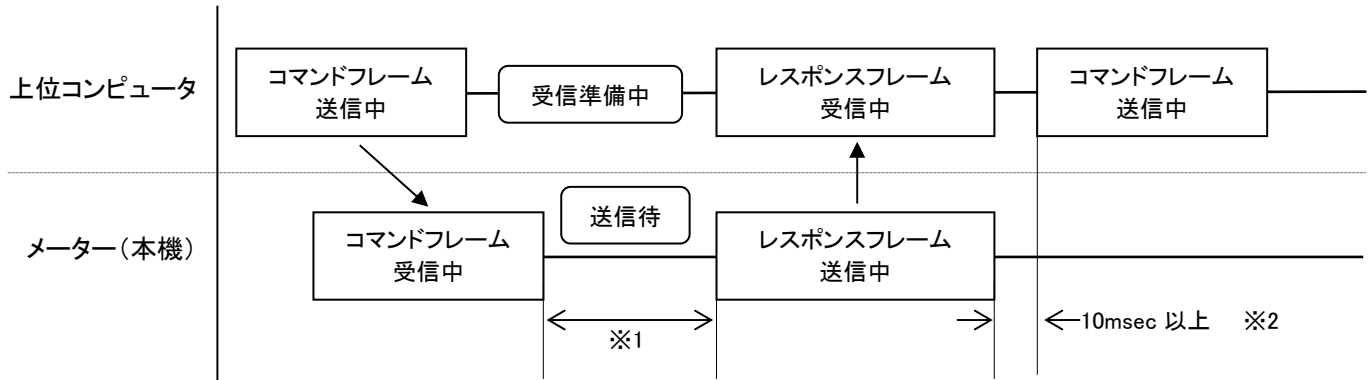 上位コンピュータ
コマンドフレーム
送信中
受信準備中
レスポンスフレーム
受信中
コマンドフレーム
送信中
メーター(本機)
コマンドフレーム
受信中
送信待
レスポンスフレーム
送信中
※1
10msec 以上 ※2